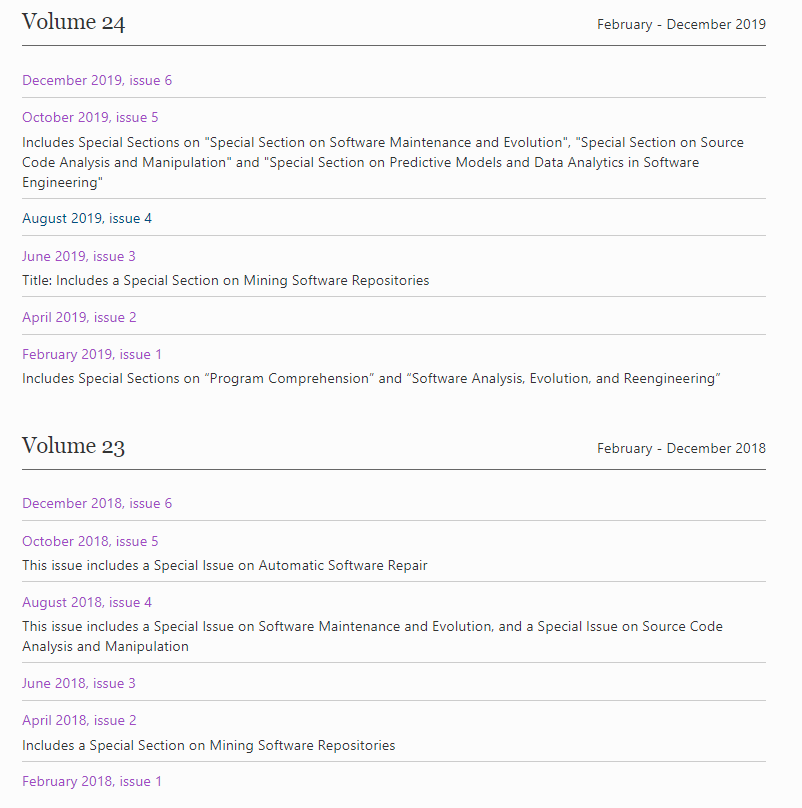 Volume 24
February - December 2019
December 2019, issue 6
October 2019, issue 5
Includes Special Sections on "Special Section on Software Maintenance and Evolution", "Special Section on Source
Code Analysis and Manipulation" and "Special Section on Predictive Models and Data Analytics in Software
Engineering"
August 2019, issue 4
June 2019, issue 3
Title: Includes a Special Section on Mining Software Repositories
April 2019, issue 2
February 2019, issue 1
Includes Special Sections on “Program Comprehension” and “Software Analysis, Evolution, and Reengineering”
Volume 23
February - December 2018
December 2018, issue 6
October 2018, issue 5
This issue includes a Special Issue on Automatic Software Repair
August 2018, issue 4
This issue includes a Special Issue on Software Maintenance and Evolution, and a Special Issue on Source Code
Analysis and Manipulation
June 2018, issue 3
April 2018, issue 2
Includes a Special Section on Mining Software Repositories
February 2018, issue 1